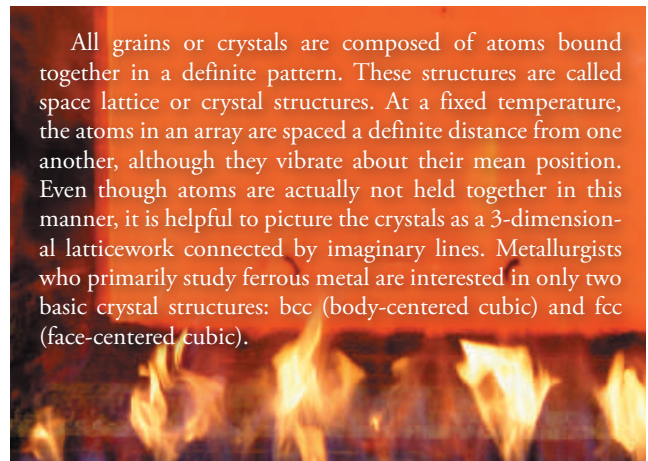 All grains or crystals are composed of atoms bound
together in a definite pattern. These structures are called
space lattice or crystal structures. At a fixed temperature,
the atoms in an array are spaced a definite distance from one
another, although they vibrate about their mean position.
Even though atoms are actually not held together in this
manner, it is helpful to picture the crystals as a 3-dimension-
al latticework connected by imaginary lines. Metallurgists
who primarily study ferrous metal are interested in only two
basic crystal structures: bcc (body-centered cubic) and fcc
(face-centered cubic).